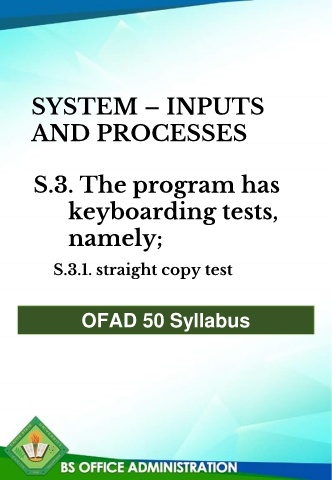 SYSTEM – INPUTS
AND PROCESSES
S.3. The program has
keyboarding tests,
namely;
S.3.1. straight copy test
OFAD 50 Syllabus
BS OFFICE ADMINISTRATION